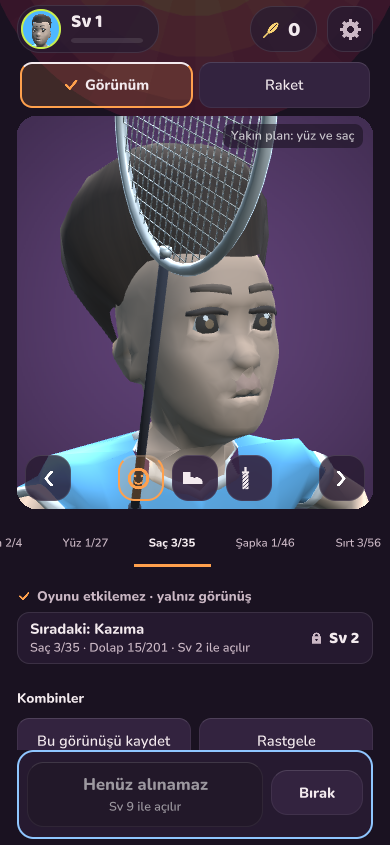 Sv 1
0
Görünüm
Raket
Yakın plan: yüz ve saç
2/4
Yüz 1/27
Saç 3/35
Şapka 1/46
Sırt 3/56
Oyunu etkilemez · yalnız görünüş
Sıradaki: Kazıma
Saç 3/35 · Dolap 15/201 · Sv 2 ile açılır
Sv 2
Kombinler
Bu görünüşü kaydet
Rastgele
Henüz alınamaz
Sv 9 ile açılır
Bırak